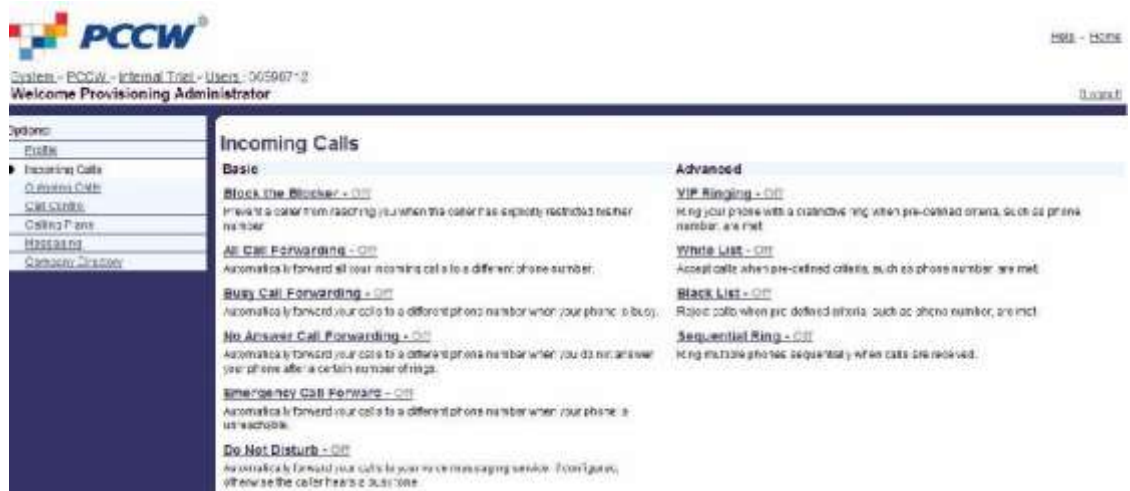 PCCW®
Help - Home
System - PCCW - Internal Trial - Users :
Welcome Provisioning Administrator
[Logout]
Options:
Profile
Incoming Calls
Outgoing Calls
Call Control
Calling Plans
Messaging
Company Directory
Incoming Calls
Basic
Block the Blocker - Off
Prevent a caller from reaching you when the caller has explicitly restricted his/her
number
All Call Forwarding - Off
Automatically forward all your incoming calls to a different phone number.
Busy Call Forwarding - Off
Automatically forward your calls to a different phone number when your phone is busy.
No Answer Call Forwarding - Off
Automatically forward your calls to a different phone number when you do not answer
your phone after a certain number of rings.
Emergency Call Forward - Off
Automatically forward your calls to a different phone number when your phone is
unreachable.
Do Not Disturb - Off
Automatically forward your calls to your voice messaging service, if configured,
otherwise the caller hears a busy tone.
Advanced
VIP Ringing - Off
Ring your phone with a distinctive ring when pre-defined criteria, such as phone
number, are met.
White List - Off
Accept calls when pre-defined criteria, such as phone number, are met.
Black List - Off
Reject calls when pre-defined criteria, such as phone number, are met.
Sequential Ring - Off
Ring multiple phones sequentially when calls are received.